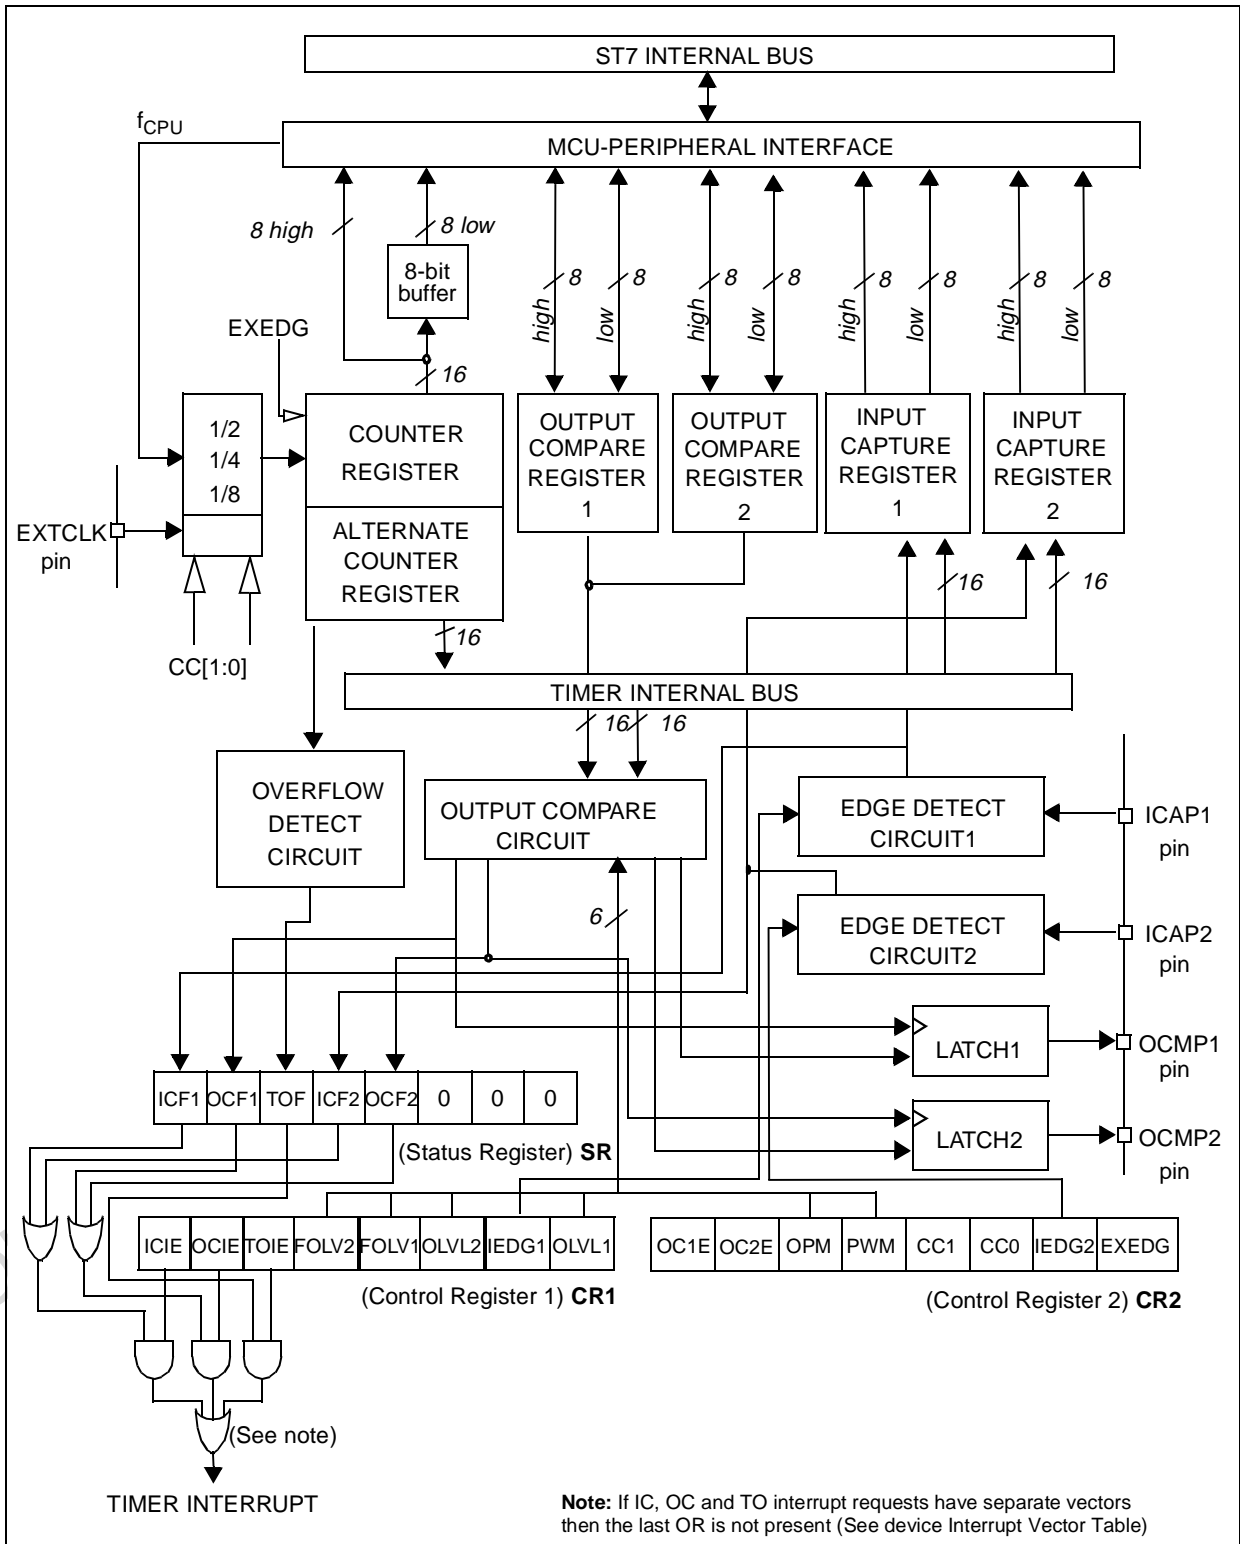 ST7 INTERNAL BUS
fCPU
MCU-PERIPHERAL INTERFACE
8 high
8 low
8-bit
buffer
EXEDG
16
high
8
low
8
high
8
low
8
high
8
low
8
high
8
low
8
1/2
1/4
1/8
COUNTER
REGISTER
ALTERNATE
COUNTER
REGISTER
OUTPUT
COMPARE
REGISTER
1
OUTPUT
COMPARE
REGISTER
2
INPUT
CAPTURE
REGISTER
1
INPUT
CAPTURE
REGISTER
2
EXTCLK
pin
CC[1:0]
16
16
16
TIMER INTERNAL BUS
16
16
OVERFLOW
DETECT
CIRCUIT
OUTPUT COMPARE
CIRCUIT
6
EDGE DETECT
CIRCUIT1
ICAP1
pin
EDGE DETECT
CIRCUIT2
ICAP2
pin
LATCH1
OCMP1
pin
LATCH2
OCMP2
pin
ICF1 OCF1 TOF ICF2 OCF2 0 0 0
(Status Register) SR
ICIE OCIE TOIE FOLV2 FOLV1 OLVL2 IEDG1 OLVL1
(Control Register 1) CR1
OC1E OC2E OPM PWM CC1 CC0 IEDG2 EXEDG
(Control Register 2) CR2
(See note)
TIMER INTERRUPT
Note: If IC, OC and TO interrupt requests have separate vectors
then the last OR is not present (See device Interrupt Vector Table)